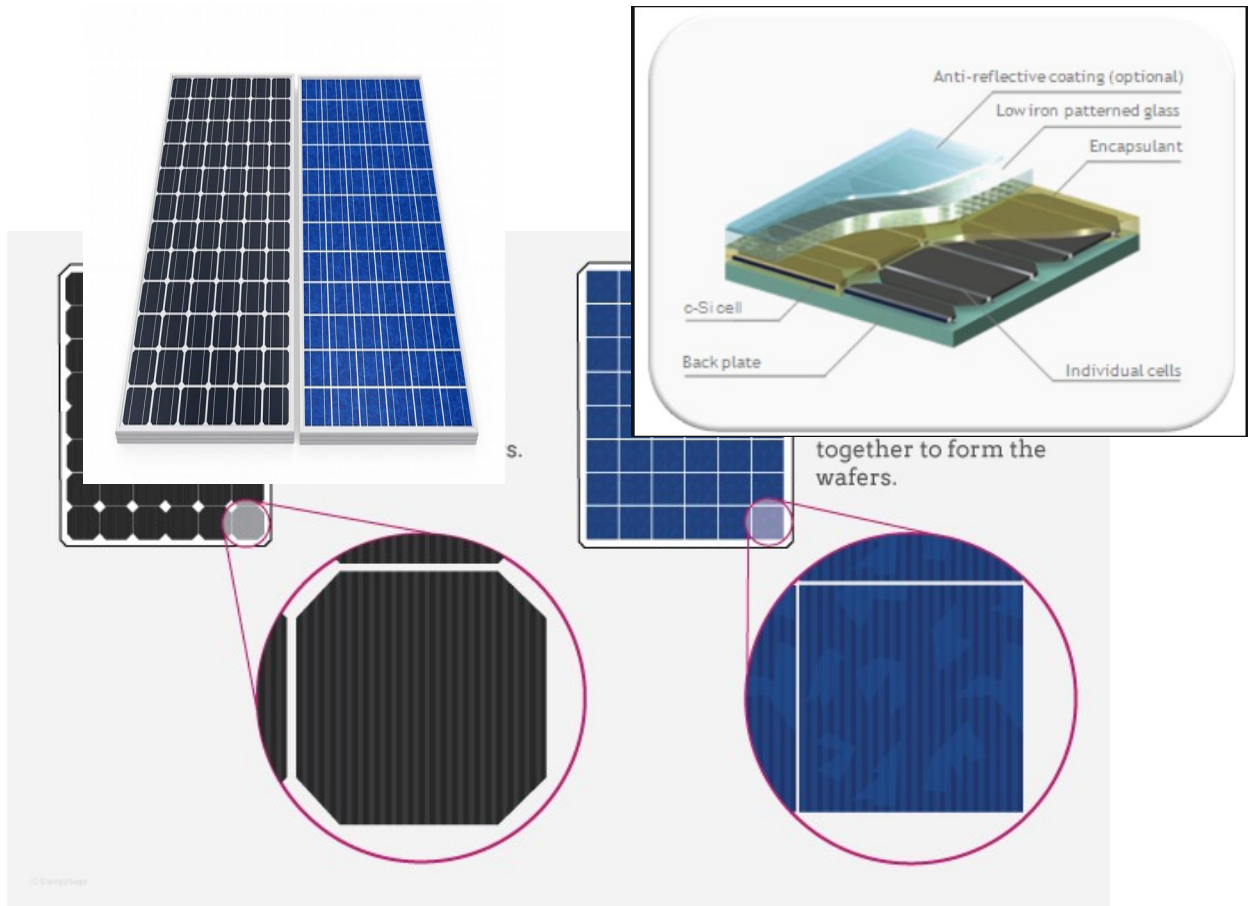 Anti-reflective coating (optional)
Low iron patterned glass
Encapsulant
c-Si cell
Back plate
Individual cells
s.
together to form the
wafers.